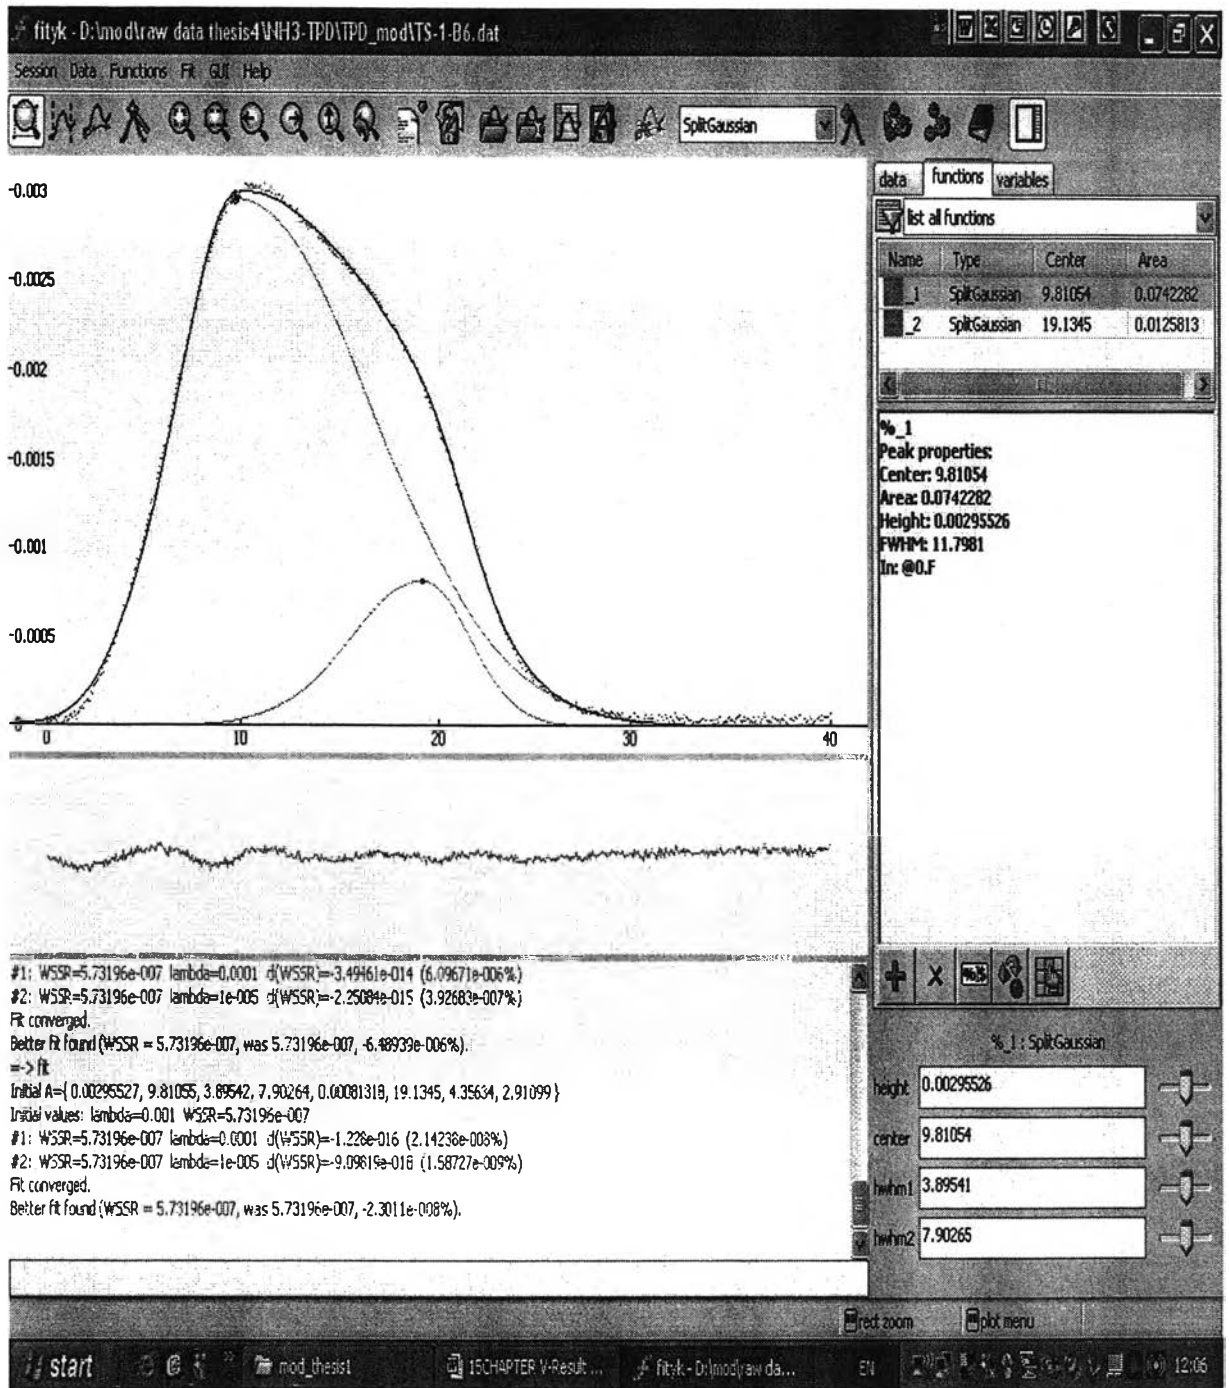 fityk - D:\mod\raw data thesis4\NH3-TPD\TPD_mod\TS-1-B6.dat
Session Data Functions Fit GUI Help
SplitGaussian
-0.003
-0.0025
-0.002
-0.0015
-0.001
-0.0005
0 10 20 30 40
data functions variables
list all functions
Name Type Center Area
_1 SplitGaussian 9.81054 0.0742282
_2 SplitGaussian 19.1345 0.0125813
%_1
Peak properties:
Center: 9.81054
Area: 0.0742282
Height: 0.00295526
FWHM: 11.7981
In: @0.F
#1: WSSR=5.73196e-007 lambda=0.0001 d(WSSR)=-3.49461e-014 (6.09671e-006%)
#2: WSSR=5.73196e-007 lambda=1e-005 d(WSSR)=-2.25084e-015 (3.92683e-007%)
Fit converged.
Better fit found (WSSR = 5.73196e-007, was 5.73196e-007, -6.48939e-006%).
=-> fit
Initial A={ 0.00295527, 9.81055, 3.89542, 7.90264, 0.00081318, 19.1345, 4.35634, 2.91099 }
Initial values: lambda=0.001 WSSR=5.73196e-007
#1: WSSR=5.73196e-007 lambda=0.0001 d(WSSR)=-1.228e-016 (2.14238e-008%)
#2: WSSR=5.73196e-007 lambda=1e-005 d(WSSR)=-9.09819e-018 (1.58727e-009%)
Fit converged.
Better fit found (WSSR = 5.73196e-007, was 5.73196e-007, -2.3011e-008%).
%_1 : SplitGaussian
height 0.00295526
center 9.81054
hwhm1 3.89541
hwhm2 7.90265
rect zoom plot menu
start mod_thesis1 15CHAPTER V-Result ... fityk - D:\mod\raw da... EN 12:06